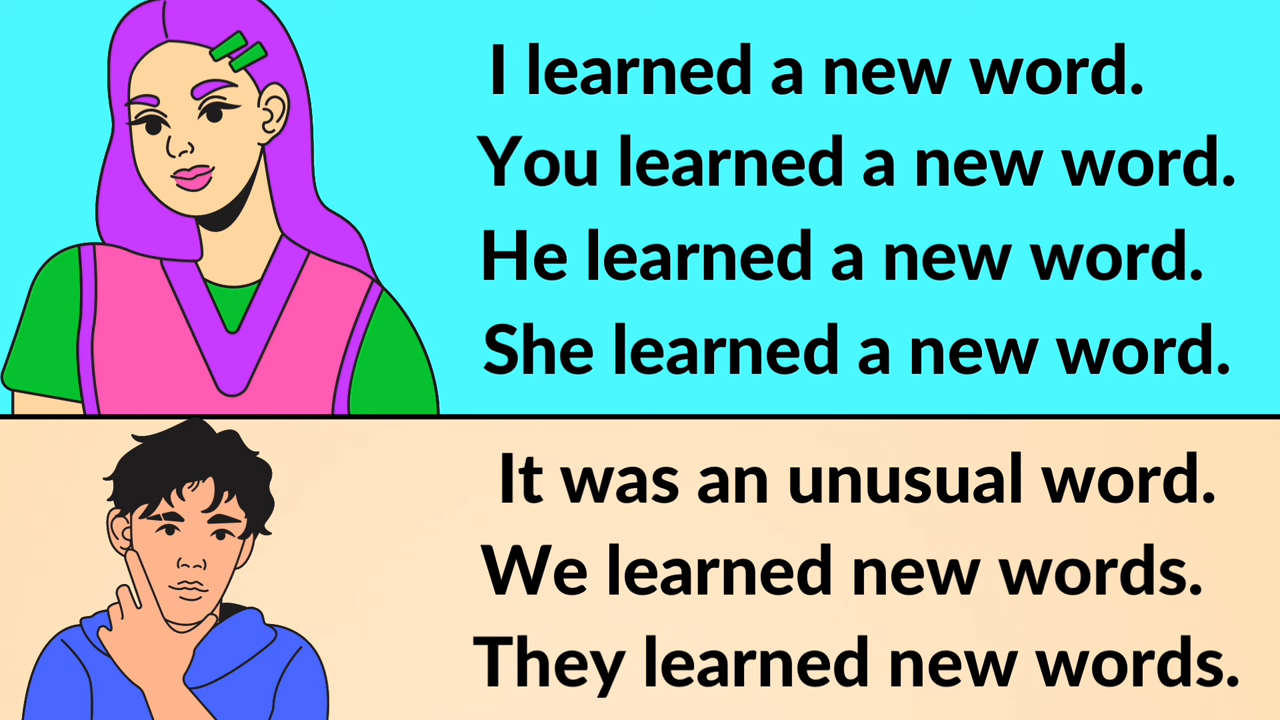 I learned a new word.
You learned a new word.
He learned a new word.
She learned a new word.
It was an unusual word.
We learned new words.
They learned new words.